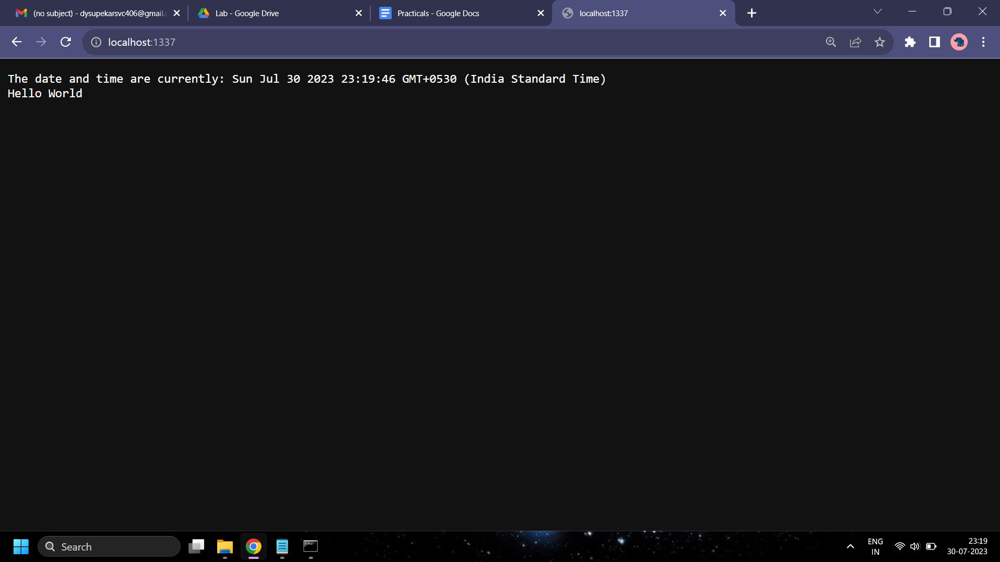 (no subject) - dysupekarsvc406@gmail.c
Lab - Google Drive
Practicals - Google Docs
localhost:1337
localhost:1337
The date and time are currently: Sun Jul 30 2023 23:19:46 GMT+0530 (India Standard Time)
Hello World
Search
ENG
IN
23:19
30-07-2023